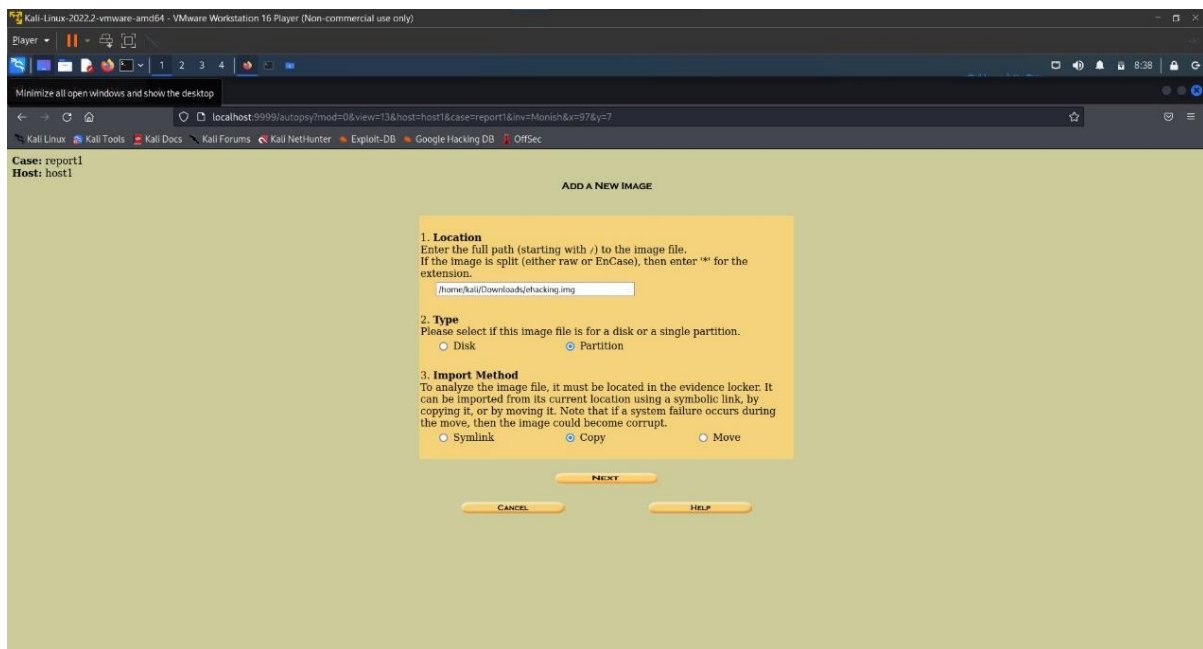 Kali-Linux-2022.2-vmware-amd64 - VMware Workstation 16 Player (Non-commercial use only)
Player
1 2 3 4 8:38
Minimize all open windows and show the desktop
localhost:9999/autopsy?mod=0&view=13&host=host1&case=report1&inv=Monish&x=97&y=7
Kali Linux Kali Tools Kali Docs Kali Forums Kali NetHunter Exploit-DB Google Hacking DB OffSec
Case: report1
Host: host1
ADD A NEW IMAGE
1. Location
Enter the full path (starting with /) to the image file.
If the image is split (either raw or EnCase), then enter '*' for the
extension.
/home/kali/Downloads/ehacking.img
2. Type
Please select if this image file is for a disk or a single partition.
Disk Partition
3. Import Method
To analyze the image file, it must be located in the evidence locker. It
can be imported from its current location using a symbolic link, by
copying it, or by moving it. Note that if a system failure occurs during
the move, then the image could become corrupt.
Symlink Copy Move
NEXT
CANCEL HELP